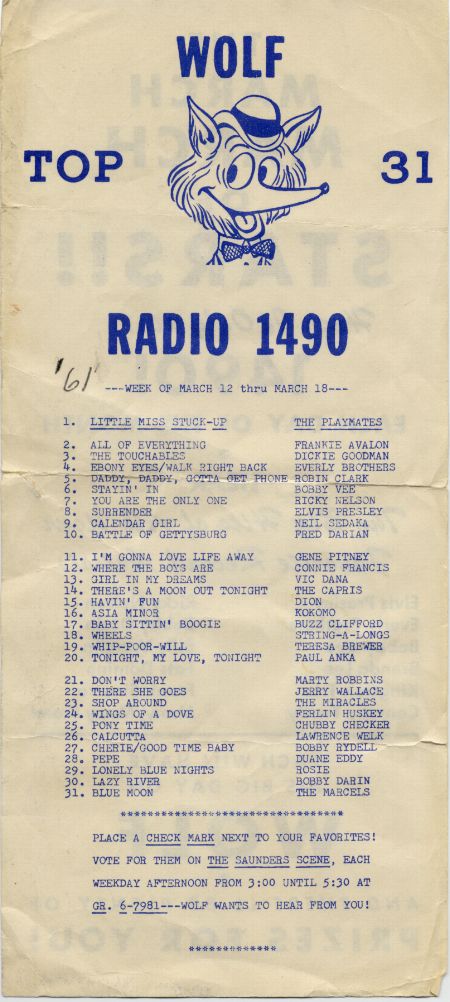 WOLF
TOP 31
RADIO 1490
'61
---WEEK OF MARCH 12 thru MARCH 18---
1. LITTLE MISS STUCK-UP THE PLAYMATES
2. ALL OF EVERYTHING FRANKIE AVALON
3. THE TOUCHABLES DICKIE GOODMAN
4. EBONY EYES/WALK RIGHT BACK EVERLY BROTHERS
5. DADDY, DADDY, GOTTA GET PHONE ROBIN CLARK
6. STAYIN' IN BOBBY VEE
7. YOU ARE THE ONLY ONE RICKY NELSON
8. SURRENDER ELVIS PRESLEY
9. CALENDAR GIRL NEIL SEDAKA
10. BATTLE OF GETTYSBURG FRED DARIAN
11. I'M GONNA LOVE LIFE AWAY GENE PITNEY
12. WHERE THE BOYS ARE CONNIE FRANCIS
13. GIRL IN MY DREAMS VIC DANA
14. THERE'S A MOON OUT TONIGHT THE CAPRIS
15. HAVIN' FUN DION
16. ASIA MINOR KOKOMO
17. BABY SITTIN' BOOGIE BUZZ CLIFFORD
18. WHEELS STRING-A-LONGS
19. WHIP-POOR-WILL TERESA BREWER
20. TONIGHT, MY LOVE, TONIGHT PAUL ANKA
21. DON'T WORRY MARTY ROBBINS
22. THERE SHE GOES JERRY WALLACE
23. SHOP AROUND THE MIRACLES
24. WINGS OF A DOVE FERLIN HUSKEY
25. PONY TIME CHUBBY CHECKER
26. CALCUTTA LAWRENCE WELK
27. CHERIE/GOOD TIME BABY BOBBY RYDELL
28. PEPE DUANE EDDY
29. LONELY BLUE NIGHTS ROSIE
30. LAZY RIVER BOBBY DARIN
31. BLUE MOON THE MARCELS
********************************
PLACE A CHECK MARK NEXT TO YOUR FAVORITES!
VOTE FOR THEM ON THE SAUNDERS SCENE, EACH
WEEKDAY AFTERNOON FROM 3:00 UNTIL 5:30 AT
GR. 6-7981---WOLF WANTS TO HEAR FROM YOU!
*************